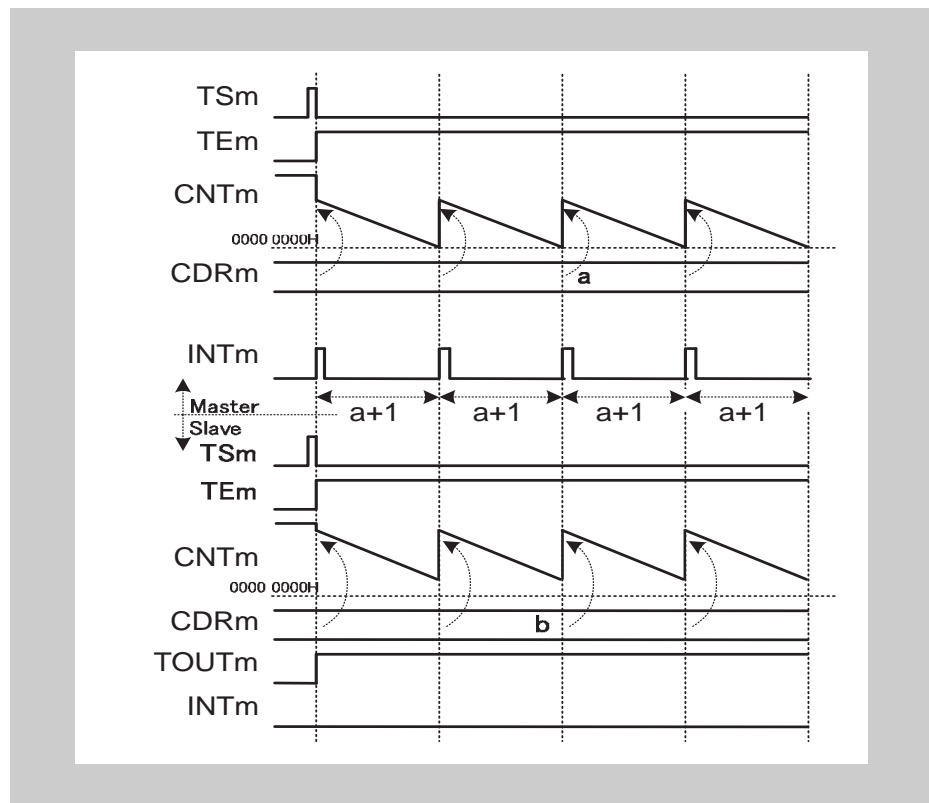 TSm
TEm
CNTm
0000 0000H
CDRm
a
INTm
a+1 a+1 a+1 a+1
Master
Slave
TSm
TEm
CNTm
0000 0000H
CDRm
b
TOUTm
INTm